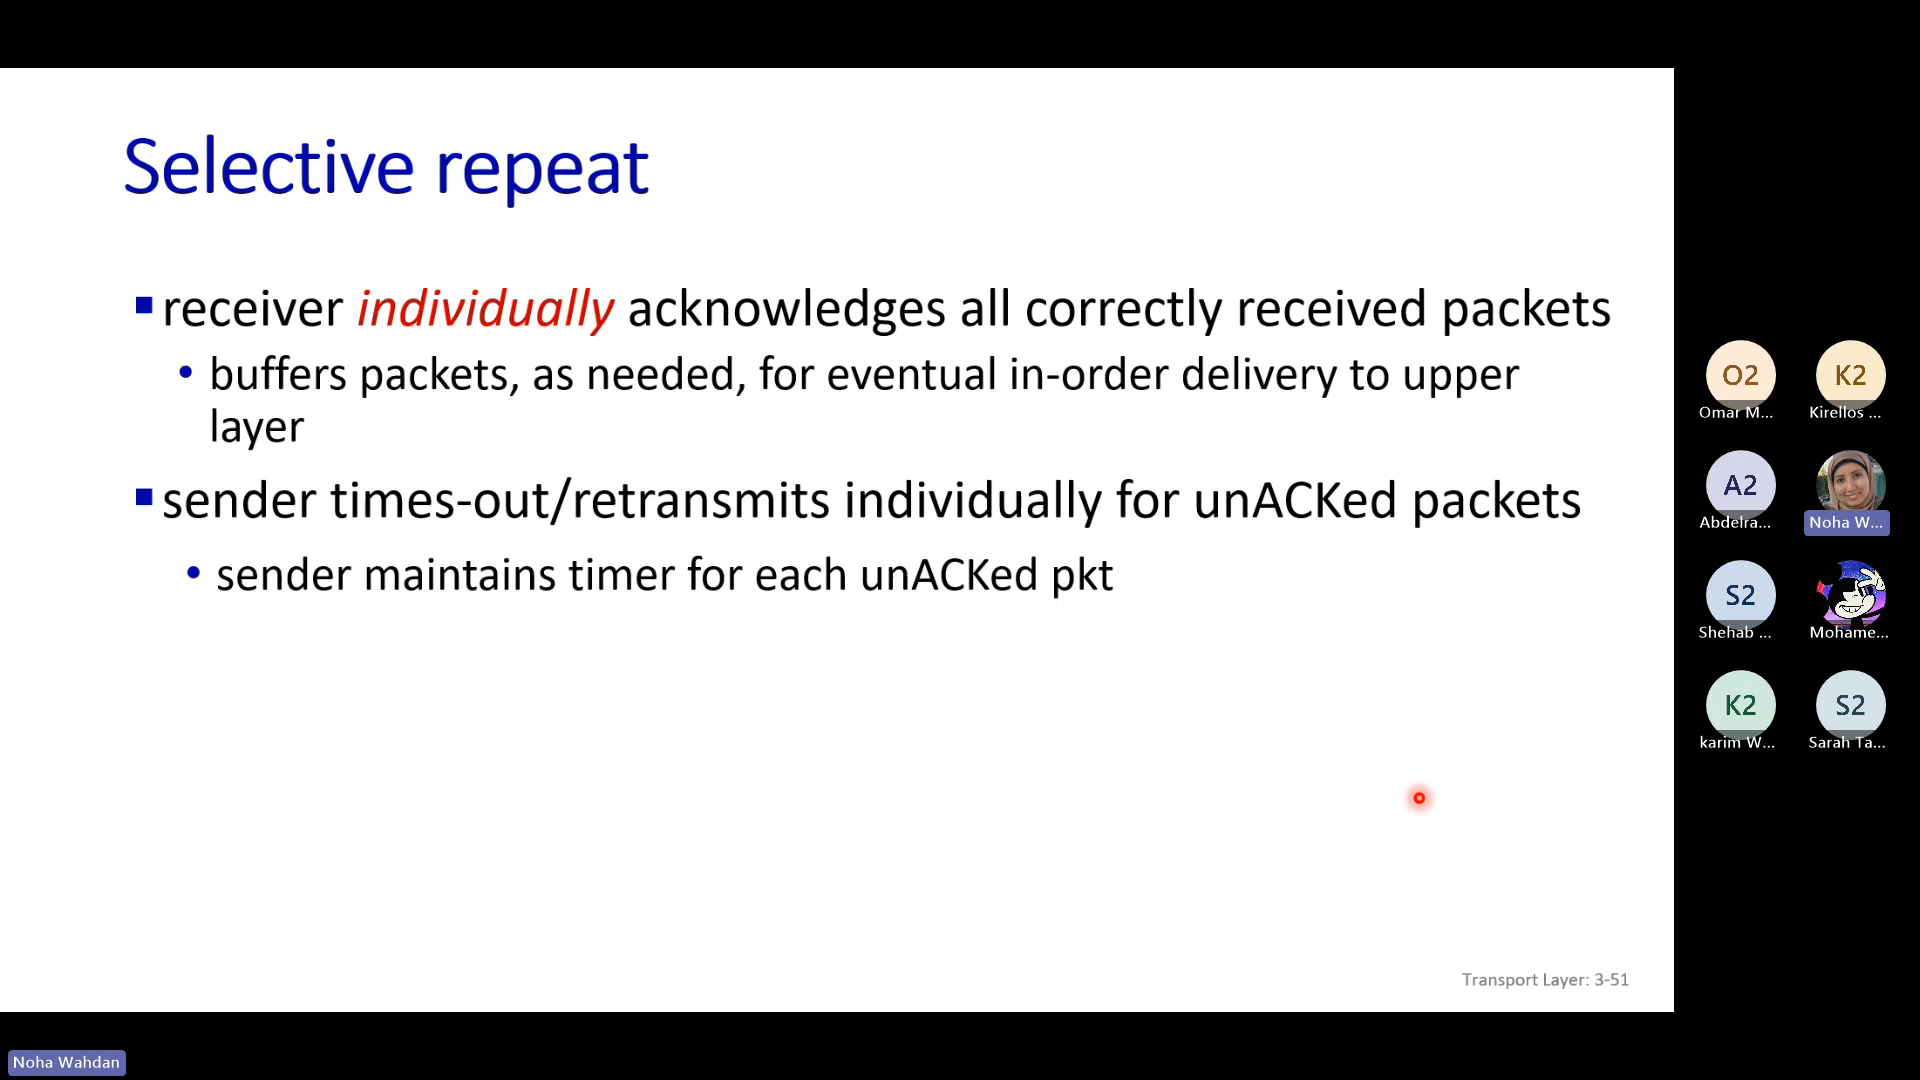 Selective repeat
▪ receiver individually acknowledges all correctly received packets
• buffers packets, as needed, for eventual in-order delivery to upper
layer
▪ sender times-out/retransmits individually for unACKed packets
• sender maintains timer for each unACKed pkt
Transport Layer: 3-51
O2
Omar M...
K2
Kirellos ...
A2
Abdelra...
Noha W...
S2
Shehab ...
Mohame...
K2
karim W...
S2
Sarah Ta...
Noha Wahdan